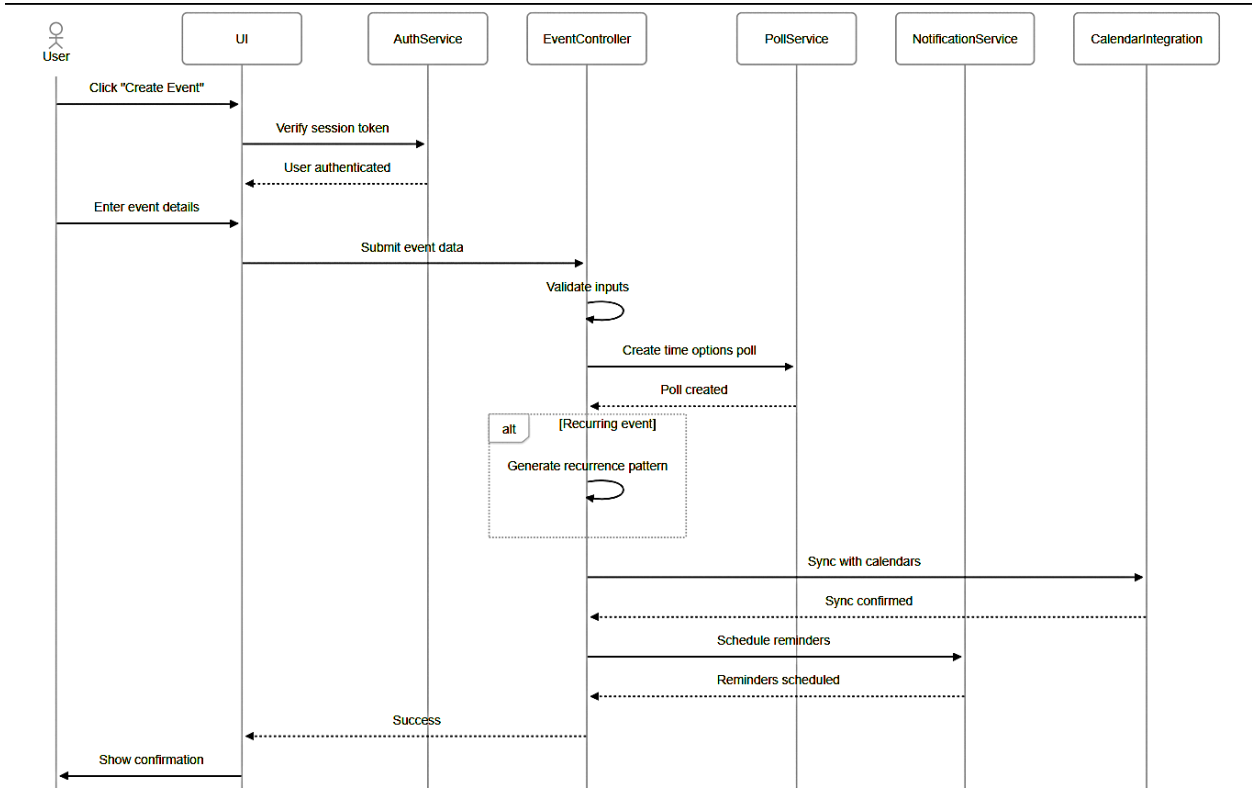 User
UI
AuthService
EventController
PollService
NotificationService
CalendarIntegration
Click "Create Event"
Verify session token
User authenticated
Enter event details
Submit event data
Validate inputs
Create time options poll
Poll created
alt
[Recurring event]
Generate recurrence pattern
Sync with calendars
Sync confirmed
Schedule reminders
Reminders scheduled
Success
Show confirmation